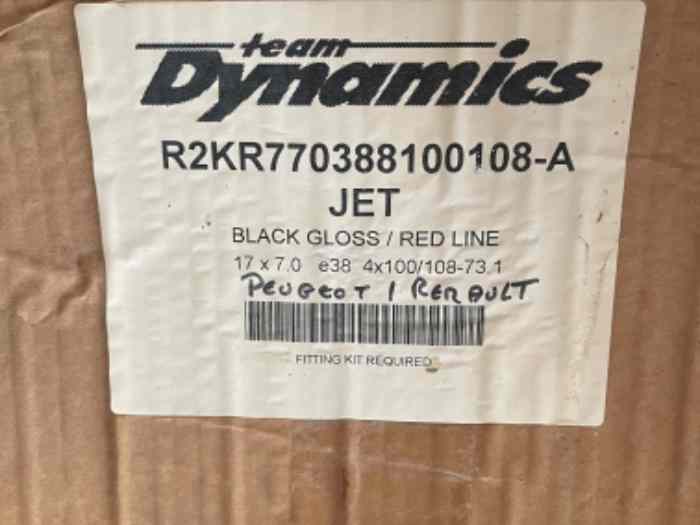 team
Dynamics
R2KR770388100108-A
JET
BLACK GLOSS / RED LINE
17 x 7.0 e38 4x100/108-73.1
PEUGEOT / RERAULT
FITTING KIT REQUIRED